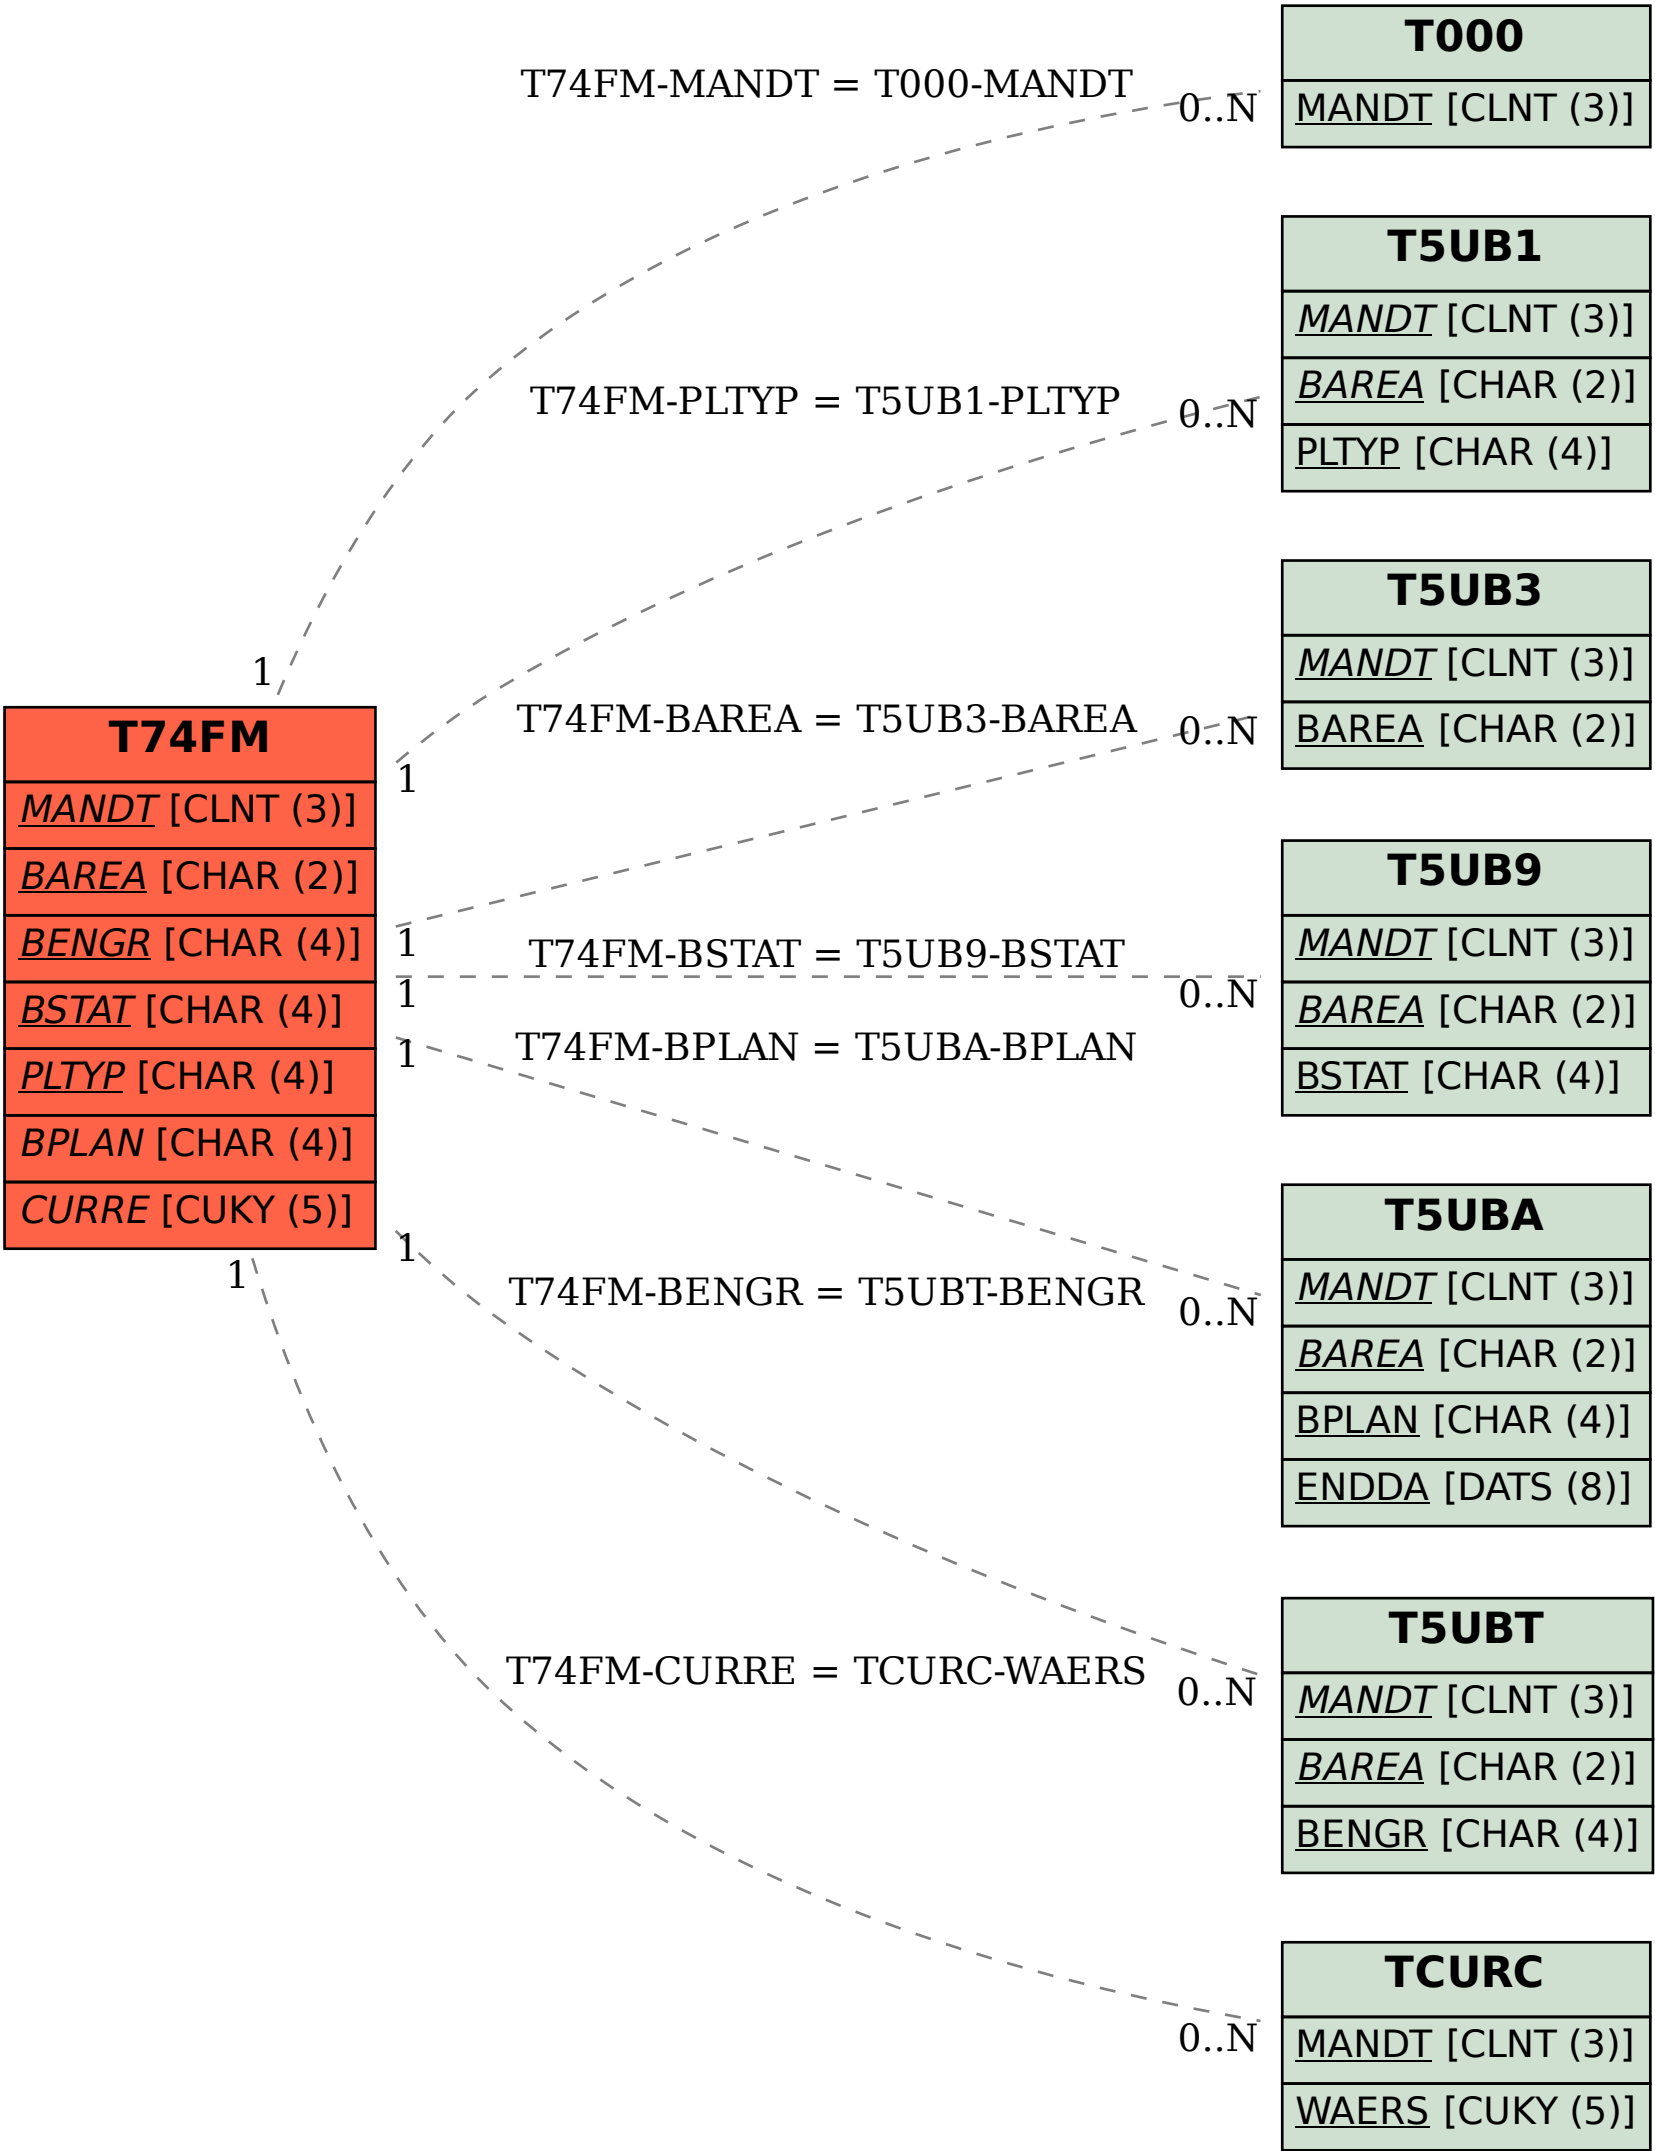 T74FM
MANDT [CLNT (3)]
BAREA [CHAR (2)]
BENGR [CHAR (4)]
BSTAT [CHAR (4)]
PLTYP [CHAR (4)]
BPLAN [CHAR (4)]
CURRE [CUKY (5)]
T74FM-MANDT = T000-MANDT
1
0..N
T74FM-PLTYP = T5UB1-PLTYP
1
0..N
T74FM-BAREA = T5UB3-BAREA
1
0..N
T74FM-BSTAT = T5UB9-BSTAT
1
0..N
T74FM-BPLAN = T5UBA-BPLAN
1
0..N
T74FM-BENGR = T5UBT-BENGR
1
0..N
T74FM-CURRE = TCURC-WAERS
1
0..N
T000
MANDT [CLNT (3)]
T5UB1
MANDT [CLNT (3)]
BAREA [CHAR (2)]
PLTYP [CHAR (4)]
T5UB3
MANDT [CLNT (3)]
BAREA [CHAR (2)]
T5UB9
MANDT [CLNT (3)]
BAREA [CHAR (2)]
BSTAT [CHAR (4)]
T5UBA
MANDT [CLNT (3)]
BAREA [CHAR (2)]
BPLAN [CHAR (4)]
ENDDA [DATS (8)]
T5UBT
MANDT [CLNT (3)]
BAREA [CHAR (2)]
BENGR [CHAR (4)]
TCURC
MANDT [CLNT (3)]
WAERS [CUKY (5)]